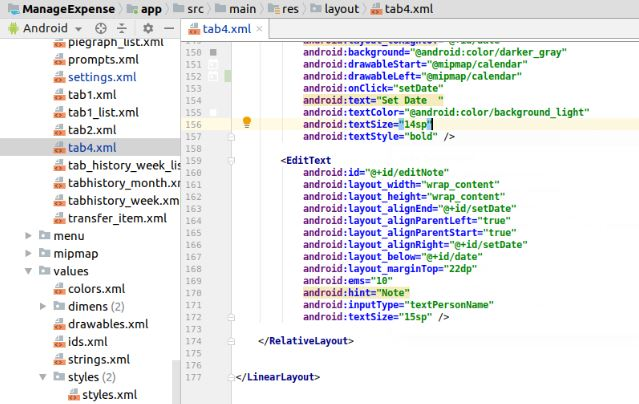 ManageExpense app src main res layout tab4.xml
Android
tab4.xml
piegraph_list.xml
prompts.xml
settings.xml
tab1.xml
tab1_list.xml
tab2.xml
tab4.xml
tab_history_week_lis
tabhistory_month.xm
tabhistory_week.xm
transfer_item.xml
menu
mipmap
values
colors.xml
dimens (2)
drawables.xml
ids.xml
strings.xml
styles (2)
styles.xml
150 android:background="@android:color/darker_gray"
151 android:drawableStart="@mipmap/calendar"
152 android:drawableLeft="@mipmap/calendar"
153 android:onClick="setDate"
154 android:text="Set Date "
155 android:textColor="@android:color/background_light"
156 android:textSize="14sp"
157 android:textStyle="bold" />
158
159 <EditText
160 android:id="@+id/editNote"
161 android:layout_width="wrap_content"
162 android:layout_height="wrap_content"
163 android:layout_alignEnd="@+id/setDate"
164 android:layout_alignParentLeft="true"
165 android:layout_alignParentStart="true"
166 android:layout_alignRight="@+id/setDate"
167 android:layout_below="@+id/date"
168 android:layout_marginTop="22dp"
169 android:ems="10"
170 android:hint="Note"
171 android:inputType="textPersonName"
172 android:textSize="15sp" />
173
174 </RelativeLayout>
175
176
177 </LinearLayout>